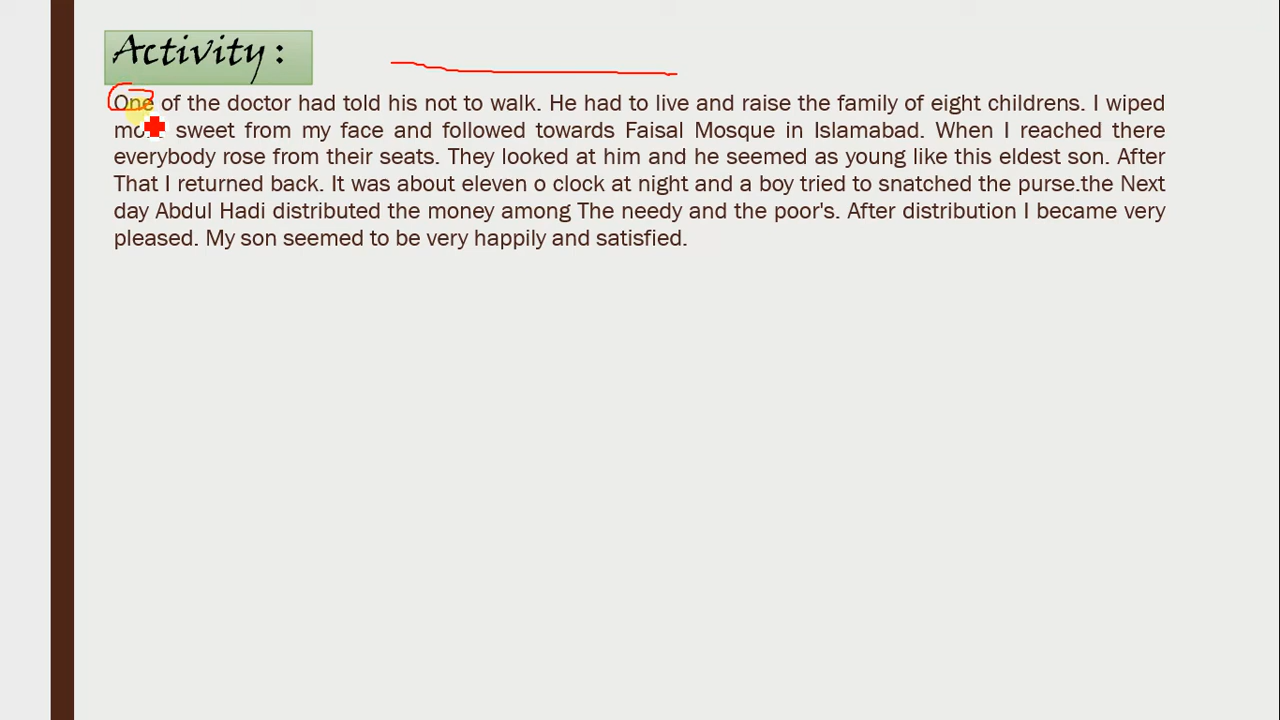 Activity :
One of the doctor had told his not to walk. He had to live and raise the family of eight childrens. I wiped
sweet from my face and followed towards Faisal Mosque in Islamabad. When I reached there
everybody rose from their seats. They looked at him and he seemed as young like this eldest son. After
That I returned back. It was about eleven o clock at night and a boy tried to snatched the purse.the Next
day Abdul Hadi distributed the money among The needy and the poor's. After distribution I became very
pleased. My son seemed to be very happily and satisfied.